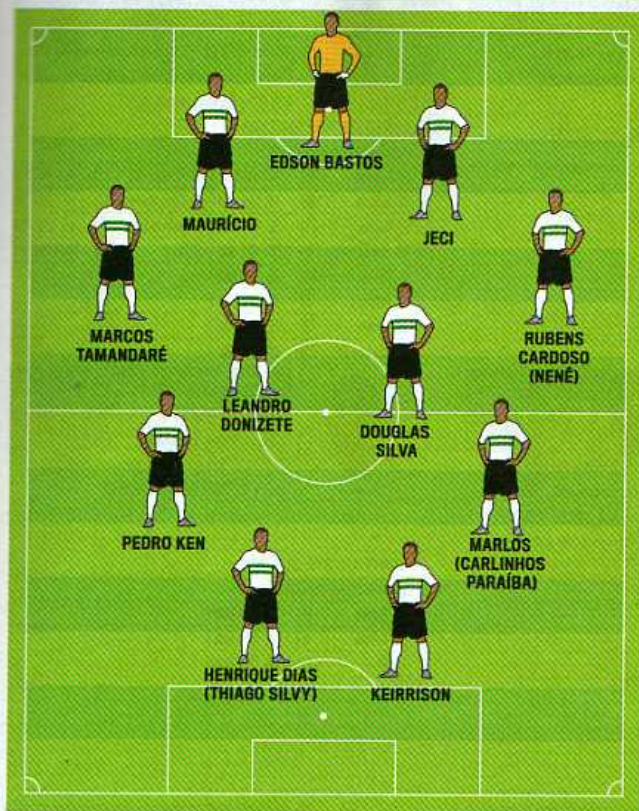 EDSON BASTOS
MAURÍCIO
JECI
MARCOS
TAMANDARÉ
RUBENS
CARDOSO
(NENÊ)
LEANDRO
DONIZETE
DOUGLAS
SILVA
PEDRO KEN
MARLOS
(CARLINHOS
PARAÍBA)
HENRIQUE DIAS
(THIAGO SILVY)
KEIRRISON